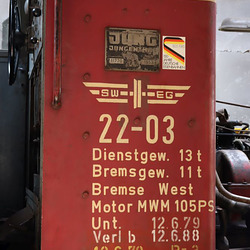 JUNG
JUNGENTHAL
SW EG
22-03
Dienstgew. 13 t
Bremsgew. 11 t
Bremse West
Motor MWM 105 PS
Unt. 12.6.79
Verl b 12.6.88